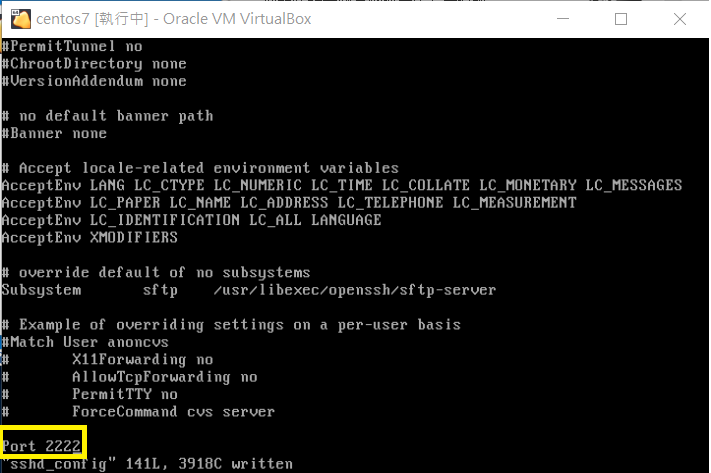 centos7 [執行中] - Oracle VM VirtualBox
#PermitTunnel no
#ChrootDirectory none
#VersionAddendum none
# no default banner path
#Banner none
# Accept locale-related environment variables
AcceptEnv LANG LC_CTYPE LC_NUMERIC LC_TIME LC_COLLATE LC_MONETARY LC_MESSAGES
AcceptEnv LC_PAPER LC_NAME LC_ADDRESS LC_TELEPHONE LC_MEASUREMENT
AcceptEnv LC_IDENTIFICATION LC_ALL LANGUAGE
AcceptEnv XMODIFIERS
# override default of no subsystems
Subsystem sftp /usr/libexec/openssh/sftp-server
# Example of overriding settings on a per-user basis
#Match User anoncvs
# X11Forwarding no
# AllowTcpForwarding no
# PermitTTY no
# ForceCommand cvs server
Port 2222
"sshd_config" 141L, 3918C written